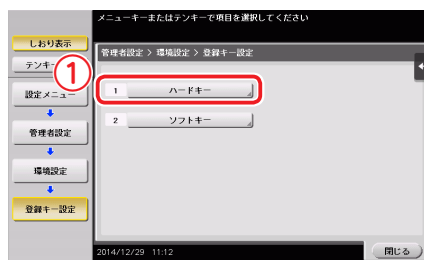 メニューキーまたはテンキーで項目を選択してください
しおり表示
テンキー
1
設定メニュー
管理者設定
環境設定
登録キー設定
管理者設定 > 環境設定 > 登録キー設定
1 ハードキー
2 ソフトキー
2014/12/29 11:12
閉じる